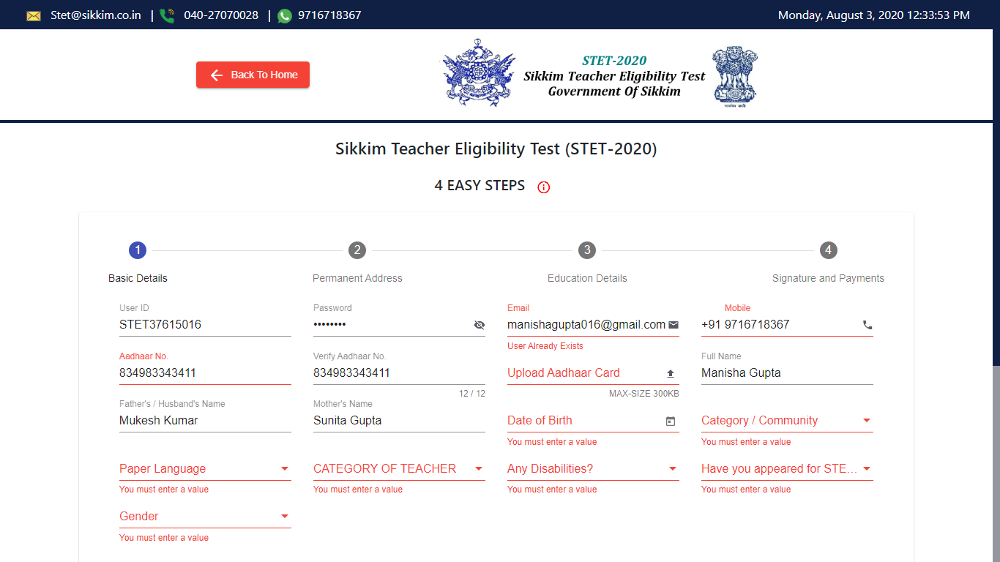 Stet@sikkim.co.in | 040-27070028 | 9716718367 Monday, August 3, 2020 12:33:53 PM
Back To Home
STET-2020
Sikkim Teacher Eligibility Test
Government Of Sikkim
Sikkim Teacher Eligibility Test (STET-2020)
4 EASY STEPS
1 2 3 4
Basic Details Permanent Address Education Details Signature and Payments
User ID Password Email Mobile
STET37615016 •••••••• manishagupta016@gmail.com +91 9716718367
User Already Exists
Aadhaar No. Verify Aadhaar No. Full Name
834983343411 834983343411 Upload Aadhaar Card Manisha Gupta
12 / 12 MAX-SIZE 300KB
Father's / Husband's Name Mother's Name
Mukesh Kumar Sunita Gupta Date of Birth Category / Community
You must enter a value You must enter a value
Paper Language CATEGORY OF TEACHER Any Disabilities? Have you appeared for STE...
You must enter a value You must enter a value You must enter a value You must enter a value
Gender
You must enter a value